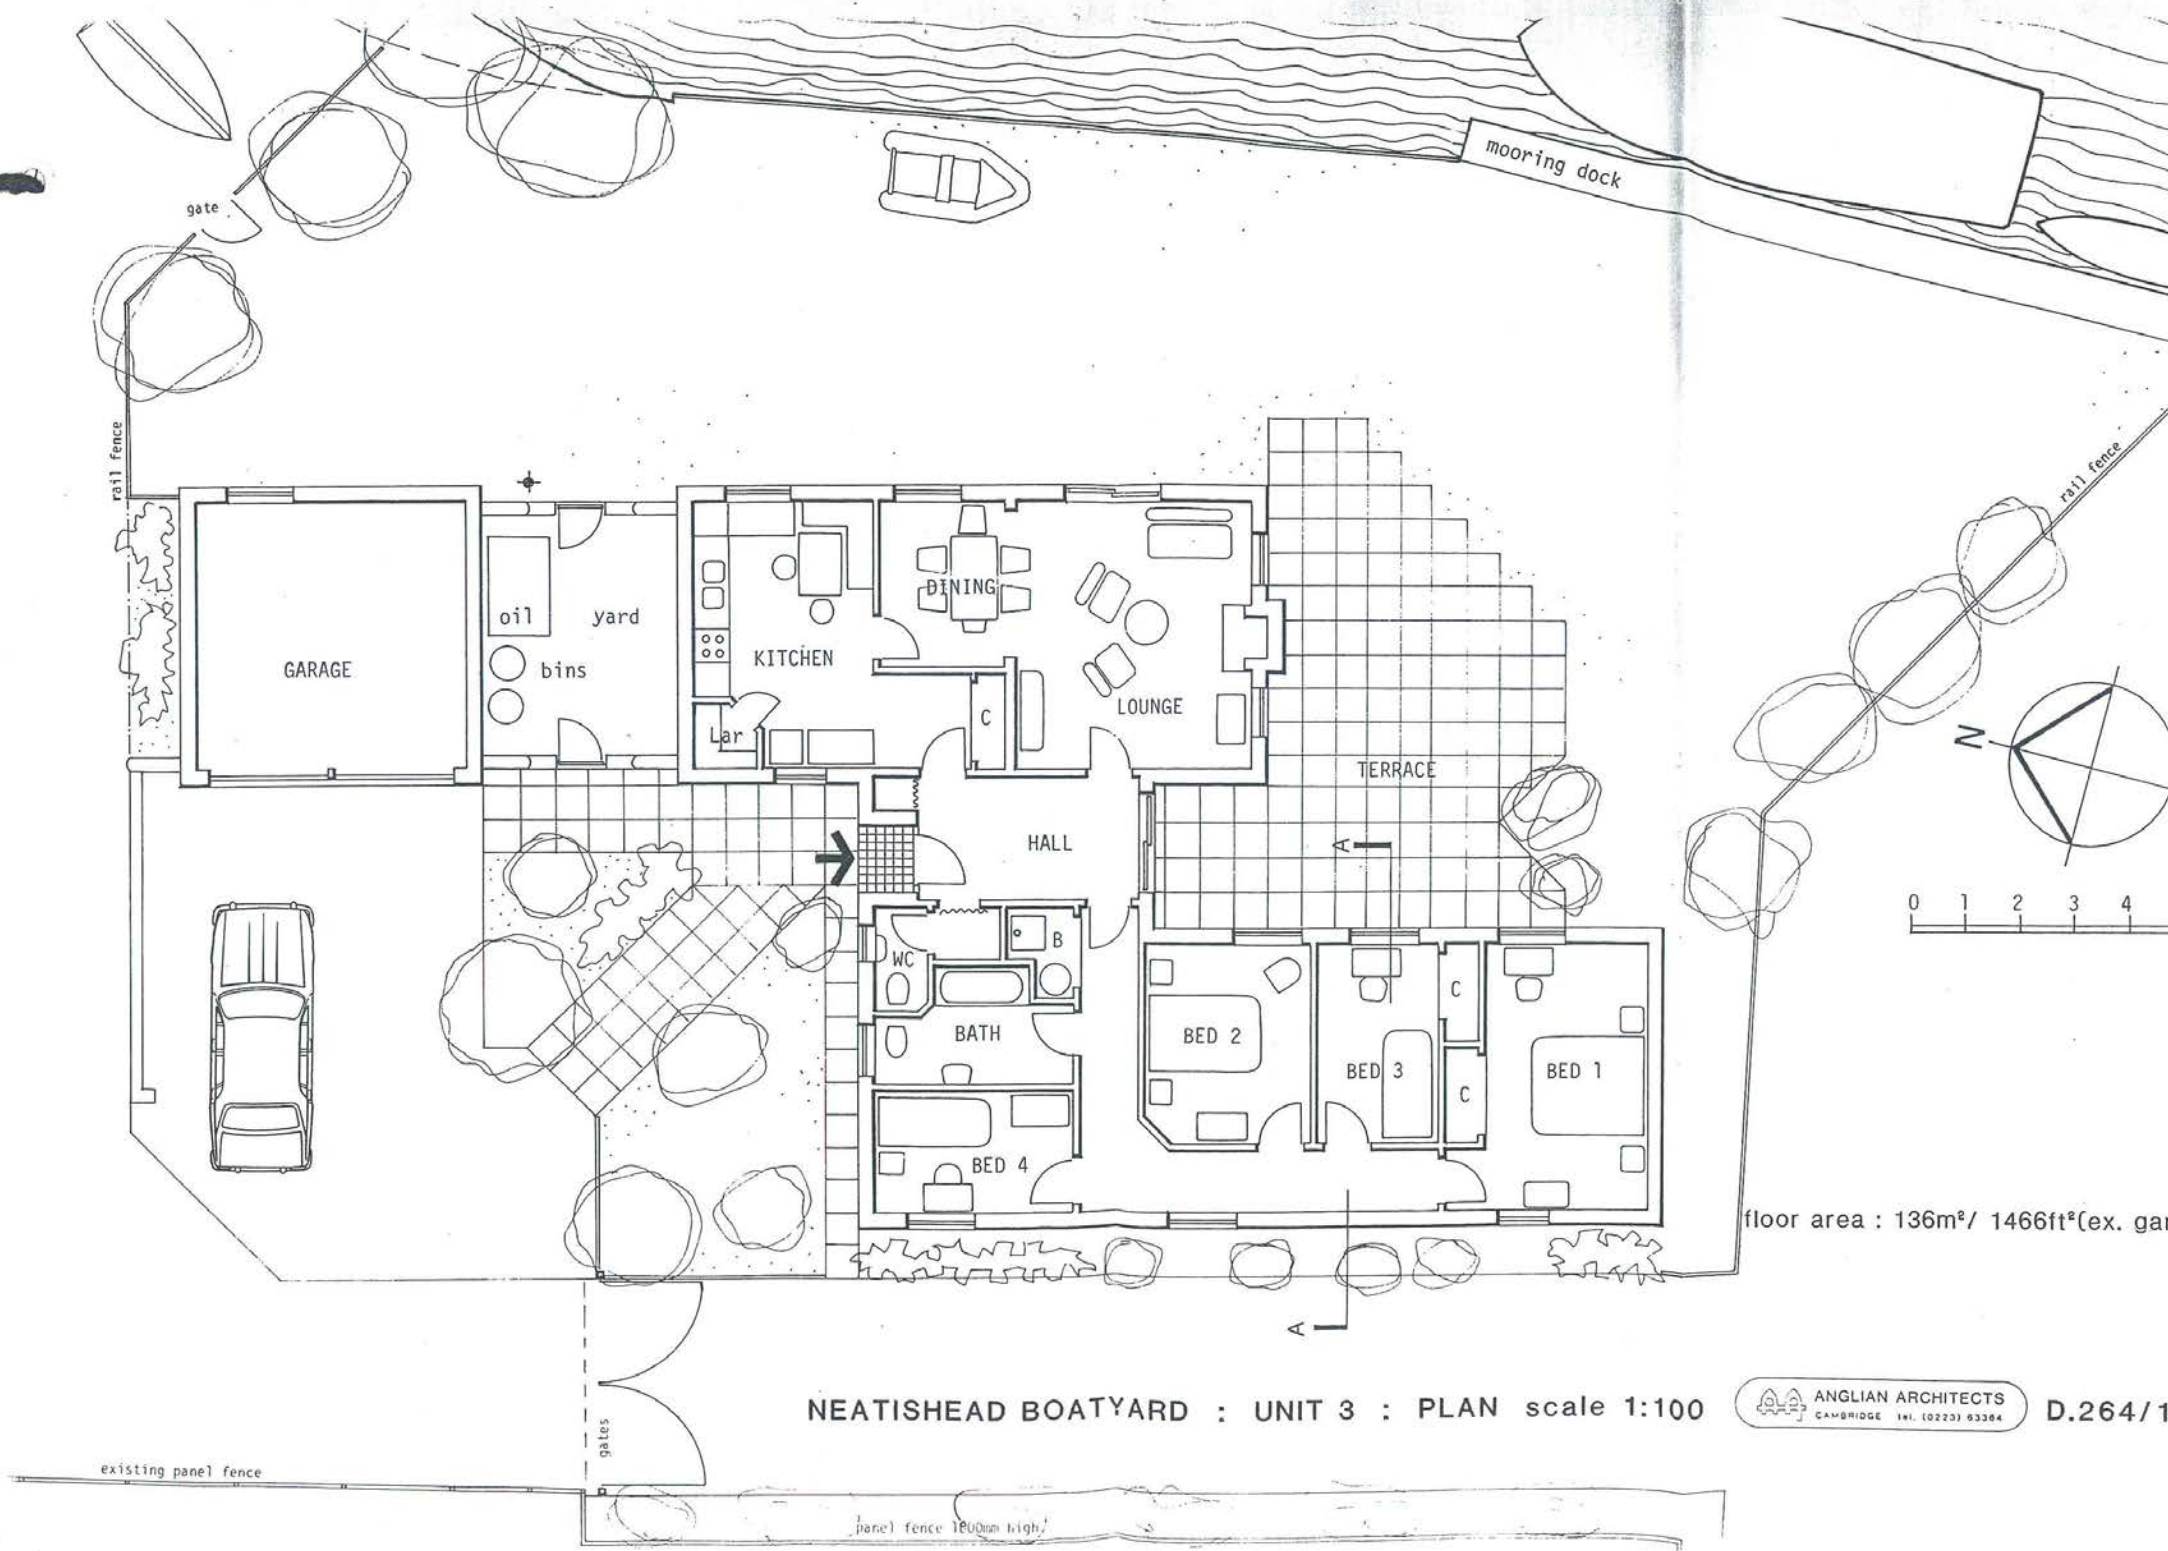 mooring dock
gate
rail fence
rail fence
GARAGE
oil
yard
bins
KITCHEN
Lar
DINING
C
LOUNGE
TERRACE
HALL
A
N
0 1 2 3 4
WC
B
BATH
BED 2
BED 3
C
C
BED 1
BED 4
floor area : 136m²/ 1466ft²(ex. gar
A
NEATISHEAD BOATYARD : UNIT 3 : PLAN scale 1:100
ANGLIAN ARCHITECTS
CAMBRIDGE tel. (0223) 63364
D.264/1
gates
existing panel fence
panel fence 1800mm high